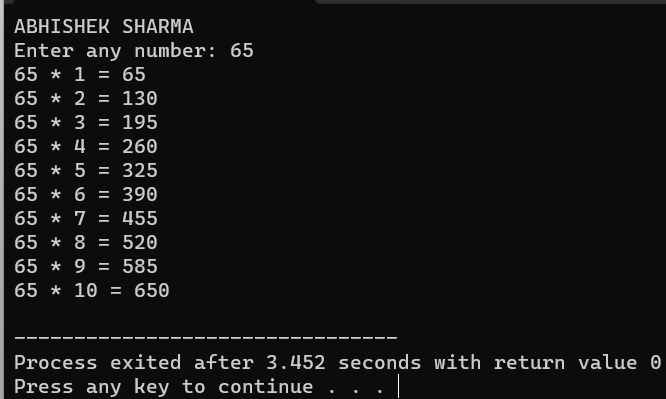 ABHISHEK SHARMA
Enter any number: 65
65 * 1 = 65
65 * 2 = 130
65 * 3 = 195
65 * 4 = 260
65 * 5 = 325
65 * 6 = 390
65 * 7 = 455
65 * 8 = 520
65 * 9 = 585
65 * 10 = 650
--------------------------------
Process exited after 3.452 seconds with return value 0
Press any key to continue . . .